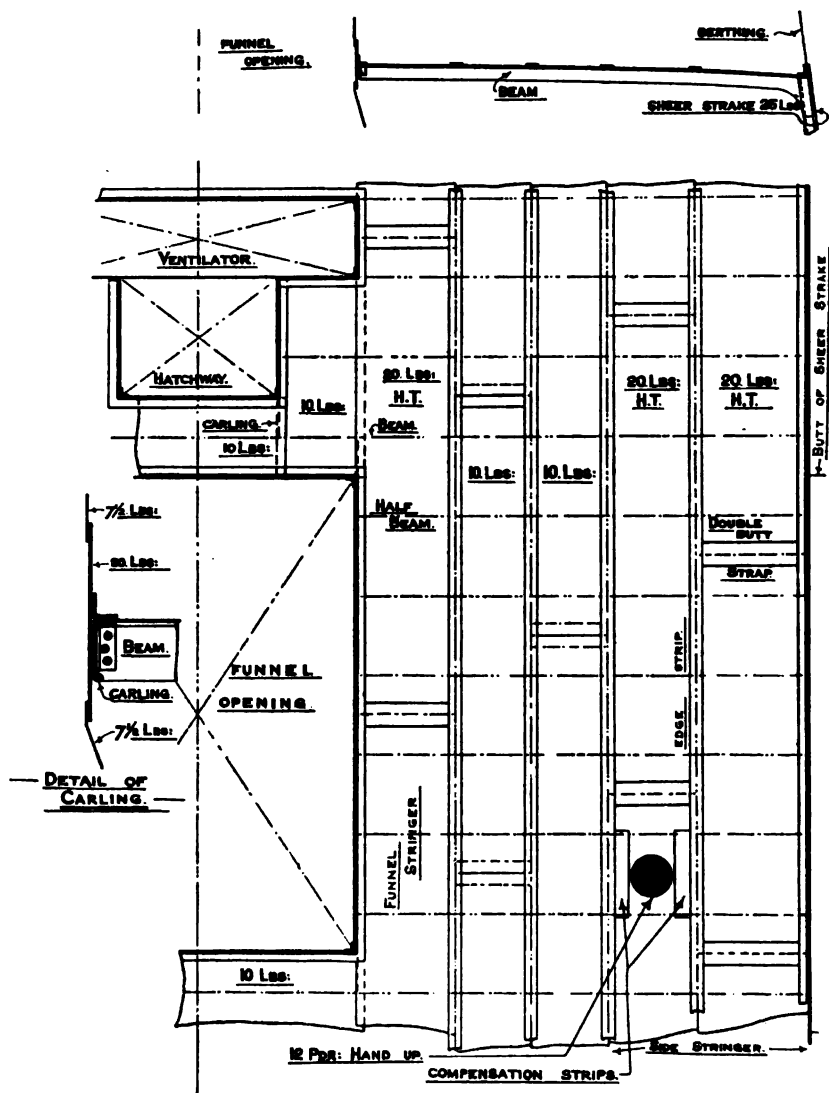 FUNNEL
OPENING.
BERTHING.
BEAM
SHEER STRAKE 25 Lbs
VENTILATOR.
HATCHWAY.
CARLING.
10 Lbs:
10 Lbs:
20 Lbs:
H.T.
BEAM.
10 Lbs:
10 Lbs:
20 Lbs:
H.T.
20 Lbs:
H.T.
BUTT OF SHEER STRAKE
HALF
BEAM.
DOUBLE
BUTT
STRAP.
7½ Lbs:
20 Lbs:
BEAM.
CARLING.
7½ Lbs:
DETAIL OF
CARLING.
FUNNEL
OPENING.
EDGE STRIP.
FUNNEL
STRINGER
10 Lbs:
12 PDR: HAND UP.
COMPENSATION STRIPS.
SIDE STRINGER.